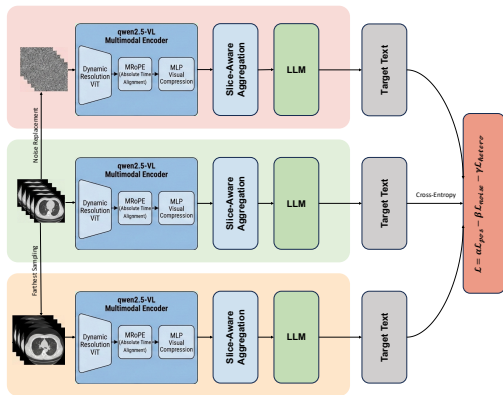 qwen2.5-VL
Multimodal Encoder
Dynamic
Resolution
ViT
MRoPE
(Absolute Time
Alignment)
MLP
Visual
Compression
Slice-Aware
Aggregation
LLM
Target Text
Noise Replacement
qwen2.5-VL
Multimodal Encoder
Dynamic
Resolution
ViT
MRoPE
(Absolute Time
Alignment)
MLP
Visual
Compression
Slice-Aware
Aggregation
LLM
Target Text
Cross-Entropy
ℒ = αℒpos − βℒnoise − γℒhetero
Farthest Sampling
qwen2.5-VL
Multimodal Encoder
Dynamic
Resolution
ViT
MRoPE
(Absolute Time
Alignment)
MLP
Visual
Compression
Slice-Aware
Aggregation
LLM
Target Text